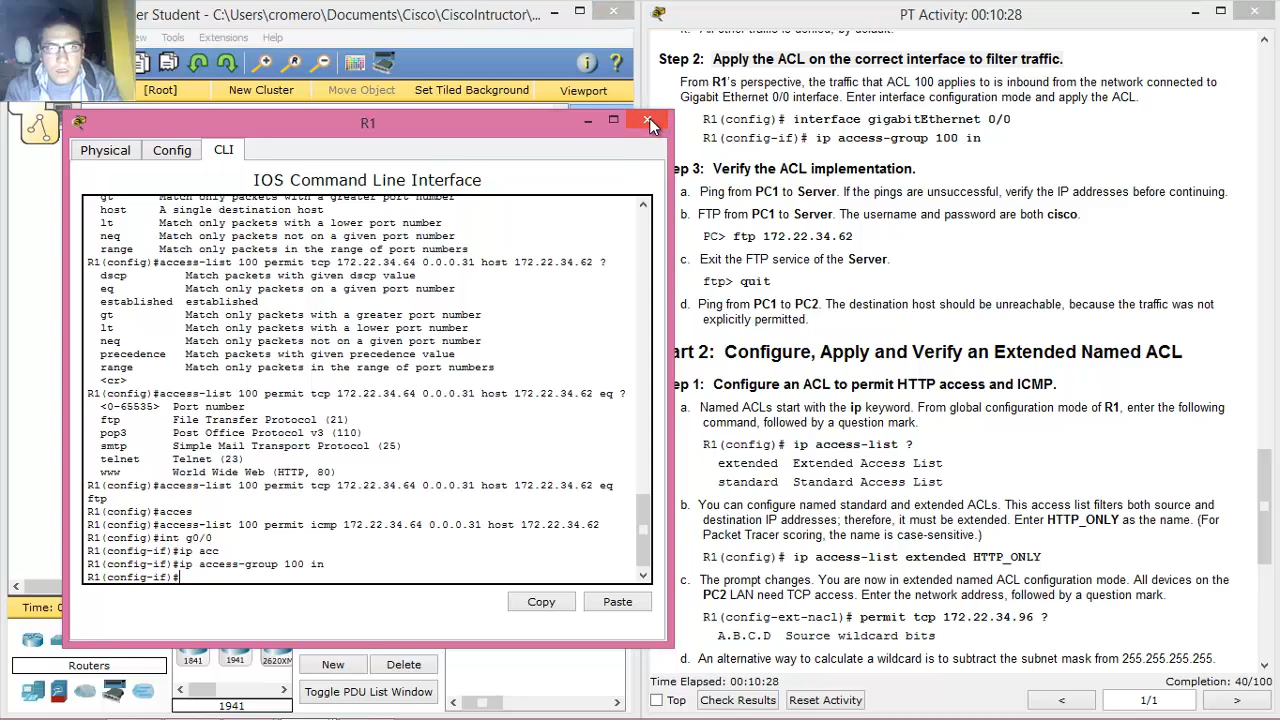 er Student - C:\Users\cromero\Documents\Cisco\CiscoIntructor\
Tools Extensions Help
[Root] New Cluster Move Object Set Tiled Background Viewport
R1
Physical Config CLI
IOS Command Line Interface
gt Match only packets with a greater port number
host A single destination host
lt Match only packets with a lower port number
neq Match only packets not on a given port number
range Match only packets in the range of port numbers
R1(config)#access-list 100 permit tcp 172.22.34.64 0.0.0.31 host 172.22.34.62 ?
dscp Match packets with given dscp value
eq Match only packets on a given port number
established established
gt Match only packets with a greater port number
lt Match only packets with a lower port number
neq Match only packets not on a given port number
precedence Match packets with given precedence value
range Match only packets in the range of port numbers
<cr>
R1(config)#access-list 100 permit tcp 172.22.34.64 0.0.0.31 host 172.22.34.62 eq ?
<0-65535> Port number
ftp File Transfer Protocol (21)
pop3 Post Office Protocol v3 (110)
smtp Simple Mail Transport Protocol (25)
telnet Telnet (23)
www World Wide Web (HTTP, 80)
R1(config)#access-list 100 permit tcp 172.22.34.64 0.0.0.31 host 172.22.34.62 eq
ftp
R1(config)#acces
R1(config)#access-list 100 permit icmp 172.22.34.64 0.0.0.31 host 172.22.34.62
R1(config)#int g0/0
R1(config-if)#ip acc
R1(config-if)#ip access-group 100 in
R1(config-if)#
Copy Paste
Time: 0
Routers
1841 1941 2620XM
1941
New Delete
Toggle PDU List Window
PT Activity: 00:10:28
k. All other traffic is denied, by default.
Step 2: Apply the ACL on the correct interface to filter traffic.
From R1's perspective, the traffic that ACL 100 applies to is inbound from the network connected to
Gigabit Ethernet 0/0 interface. Enter interface configuration mode and apply the ACL.
R1(config)# interface gigabitEthernet 0/0
R1(config-if)# ip access-group 100 in
ep 3: Verify the ACL implementation.
a. Ping from PC1 to Server. If the pings are unsuccessful, verify the IP addresses before continuing.
b. FTP from PC1 to Server. The username and password are both cisco.
PC> ftp 172.22.34.62
c. Exit the FTP service of the Server.
ftp> quit
d. Ping from PC1 to PC2. The destination host should be unreachable, because the traffic was not
explicitly permitted.
art 2: Configure, Apply and Verify an Extended Named ACL
Step 1: Configure an ACL to permit HTTP access and ICMP.
a. Named ACLs start with the ip keyword. From global configuration mode of R1, enter the following
command, followed by a question mark.
R1(config)# ip access-list ?
extended Extended Access List
standard Standard Access List
b. You can configure named standard and extended ACLs. This access list filters both source and
destination IP addresses; therefore, it must be extended. Enter HTTP_ONLY as the name. (For
Packet Tracer scoring, the name is case-sensitive.)
R1(config)# ip access-list extended HTTP_ONLY
c. The prompt changes. You are now in extended named ACL configuration mode. All devices on the
PC2 LAN need TCP access. Enter the network address, followed by a question mark.
R1(config-ext-nacl)# permit tcp 172.22.34.96 ?
A.B.C.D Source wildcard bits
d. An alternative way to calculate a wildcard is to subtract the subnet mask from 255.255.255.255.
Time Elapsed: 00:10:28 Completion: 40/100
Top Check Results Reset Activity < 1/1 >